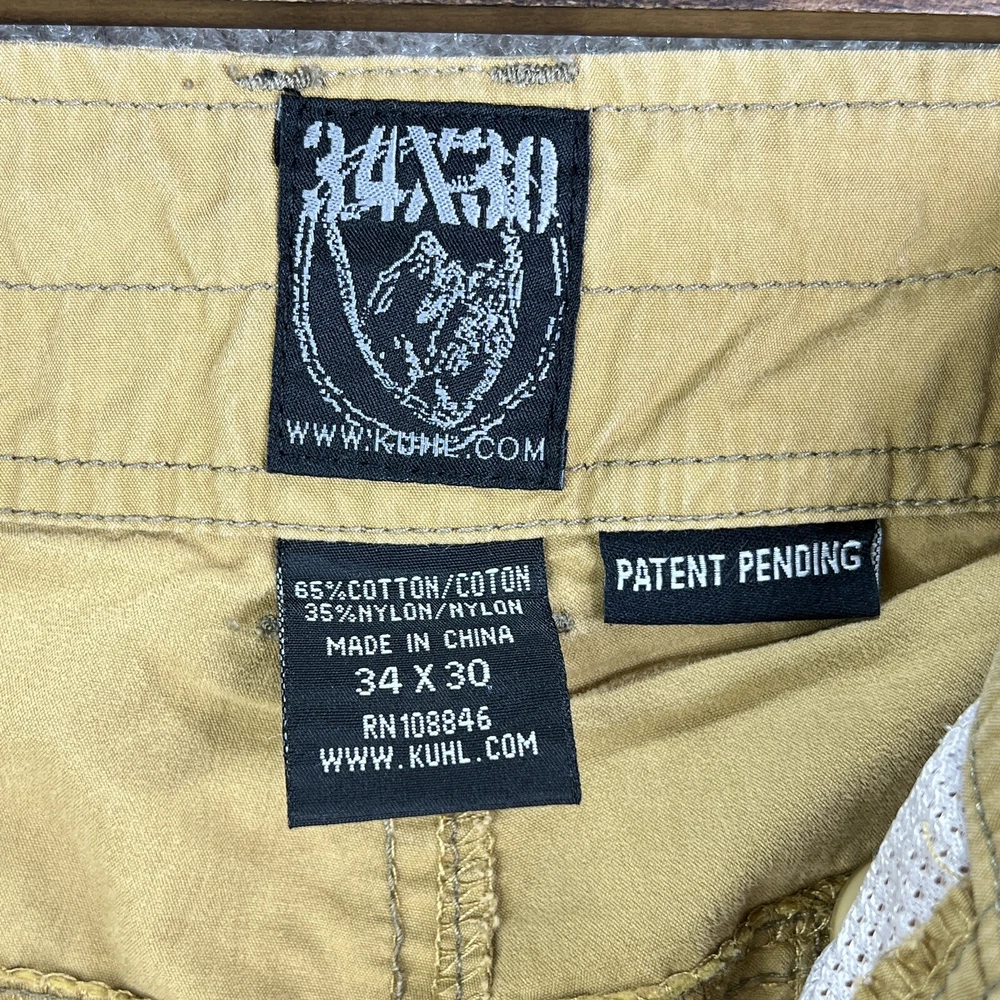 34X30
WWW.KUHL.COM
65%COTTON/COTON
35%NYLON/NYLON
MADE IN CHINA
34 X 30
RN108846
WWW.KUHL.COM
PATENT PENDING